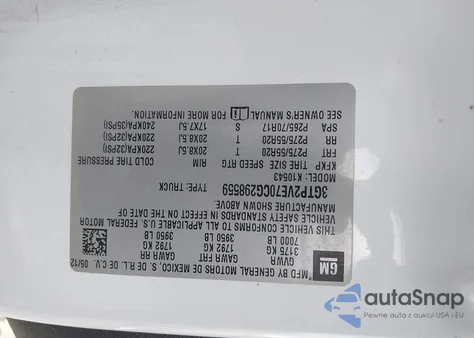 MFD BY GENERAL MOTORS DE MEXICO, S. DE R.L. DE C.V. 05/12
GVWR GAWR FRT GAWR RR
3175 KG 1792 KG 1792 KG
7000 LB 3950 LB 3950 LB
THIS VEHICLE CONFORMS TO ALL APPLICABLE U.S. FEDERAL MOTOR
VEHICLE SAFETY STANDARDS IN EFFECT ON THE DATE OF
MANUFACTURE SHOWN ABOVE.
3GTP2VE70CG298559 TYPE: TRUCK
MODEL: K10543
KFKP TIRE SIZE SPEED RTG RIM COLD TIRE PRESSURE
FRT P275/55R20 T 20X8.5J 220KPA(32PSI)
RR P275/55R20 T 20X8.5J 220KPA(32PSI)
SPA P265/70R17 S 17X7.5J 240KPA(35PSI)
SEE OWNER'S MANUAL FOR MORE INFORMATION.
GM
autoSnap
Pewne auta z aukcji USA i EU